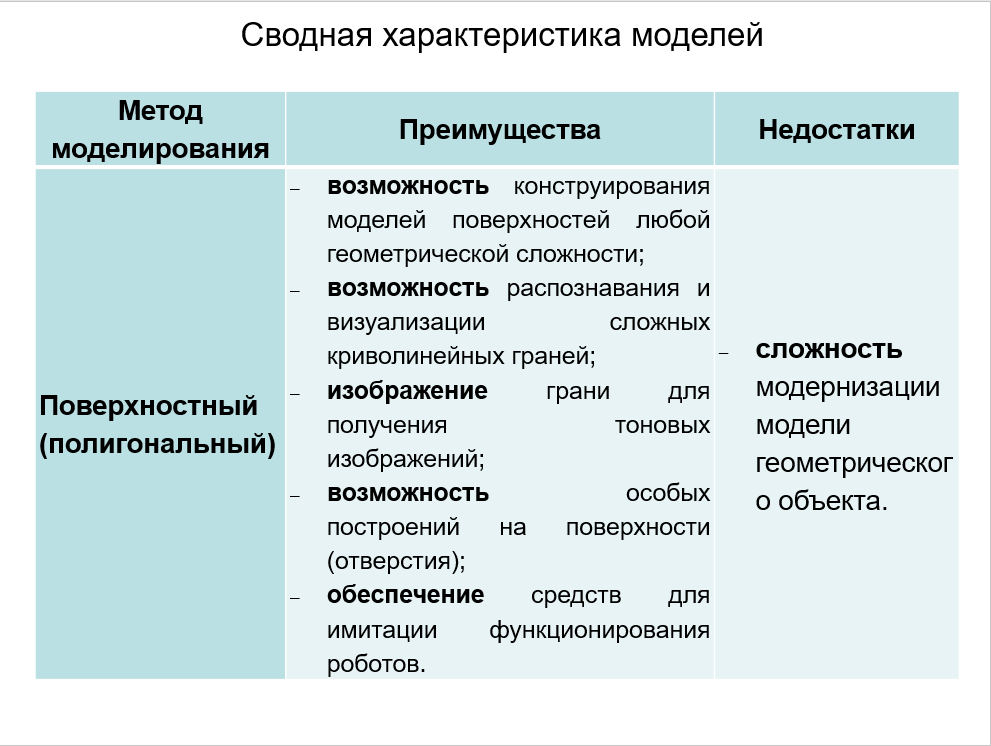 Сводная характеристика моделей
Метод
моделирования
Преимущества
Недостатки
Поверхностный
(полигональный)
– возможность конструирования
моделей поверхностей любой
геометрической сложности;
– возможность распознавания и
визуализации сложных
криволинейных граней;
– изображение грани для
получения тоновых
изображений;
– возможность особых
построений на поверхности
(отверстия);
– обеспечение средств для
имитации функционирования
роботов.
– сложность
модернизации
модели
геометрическог
о объекта.